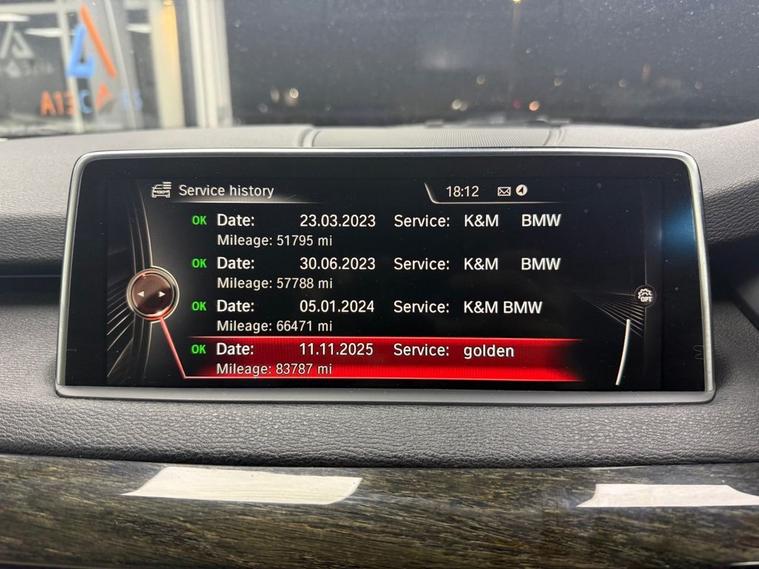 Service history
18:12
OK Date: 23.03.2023 Service: K&M BMW
Mileage: 51795 mi
OK Date: 30.06.2023 Service: K&M BMW
Mileage: 57788 mi
OK Date: 05.01.2024 Service: K&M BMW
Mileage: 66471 mi
OK Date: 11.11.2025 Service: golden
Mileage: 83787 mi
OPT